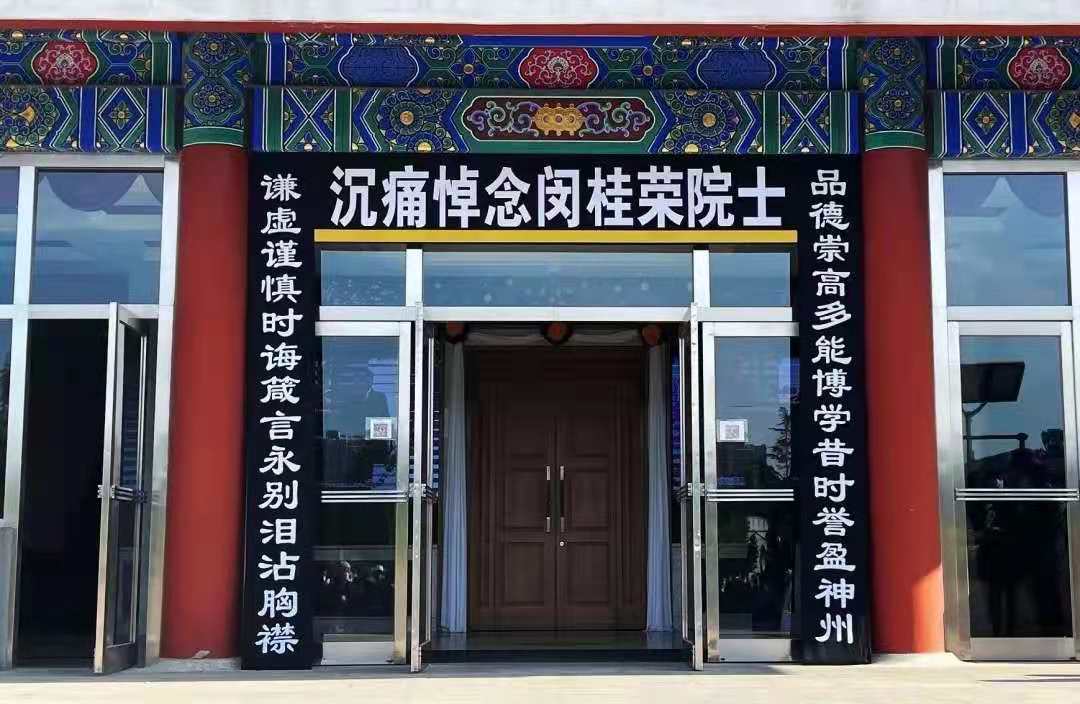 沉痛悼念闵桂荣院士
品德崇高多能博学昔时誉盈神州
谦虚谨慎时诲箴言永别泪沾胸襟